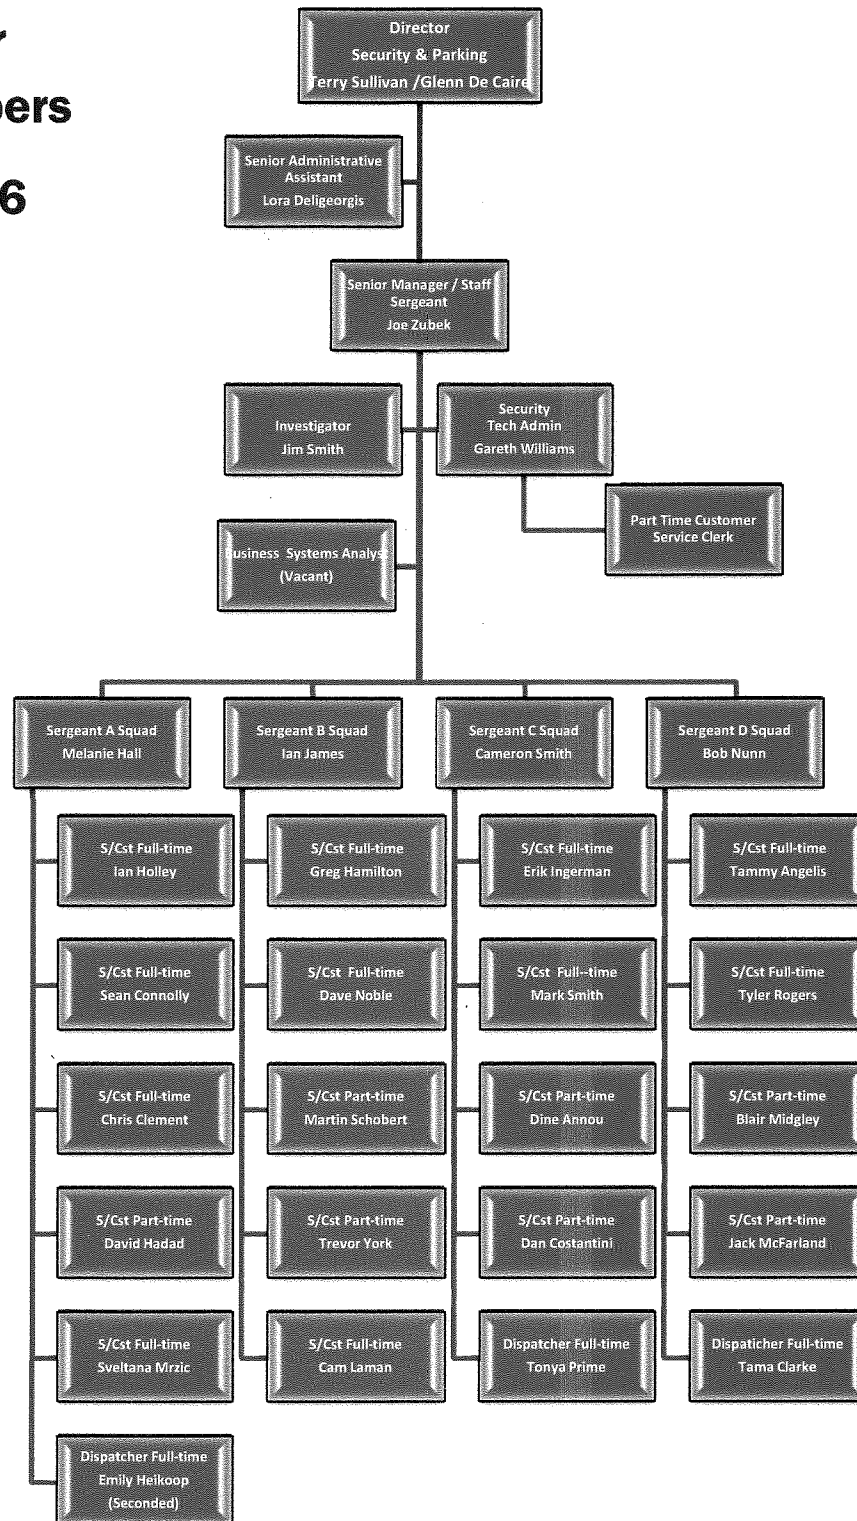 r
bers
6
Director
Security & Parking
Terry Sullivan /Glenn De Caire
Senior Administrative
Assistant
Lora Deligeorgis
Senior Manager / Staff
Sergeant
Joe Zubek
Investigator
Jim Smith
Security
Tech Admin
Gareth Williams
Part Time Customer
Service Clerk
Business Systems Analyst
(Vacant)
Sergeant A Squad
Melanie Hall
Sergeant B Squad
Ian James
Sergeant C Squad
Cameron Smith
Sergeant D Squad
Bob Nunn
S/Cst Full-time
Ian Holley
S/Cst Full-time
Greg Hamilton
S/Cst Full-time
Erik Ingerman
S/Cst Full-time
Tammy Angelis
S/Cst Full-time
Sean Connolly
S/Cst Full-time
Dave Noble
S/Cst Full--time
Mark Smith
S/Cst Full-time
Tyler Rogers
S/Cst Full-time
Chris Clement
S/Cst Part-time
Martin Schobert
S/Cst Part-time
Dine Annou
S/Cst Part-time
Blair Midgley
S/Cst Part-time
David Hadad
S/Cst Part-time
Trevor York
S/Cst Part-time
Dan Costantini
S/Cst Part-time
Jack McFarland
S/Cst Full-time
Sveltana Mrzic
S/Cst Full-time
Cam Laman
Dispatcher Full-time
Tonya Prime
Dispaticher Full-time
Tama Clarke
Dispatcher Full-time
Emily Heikoop
(Seconded)